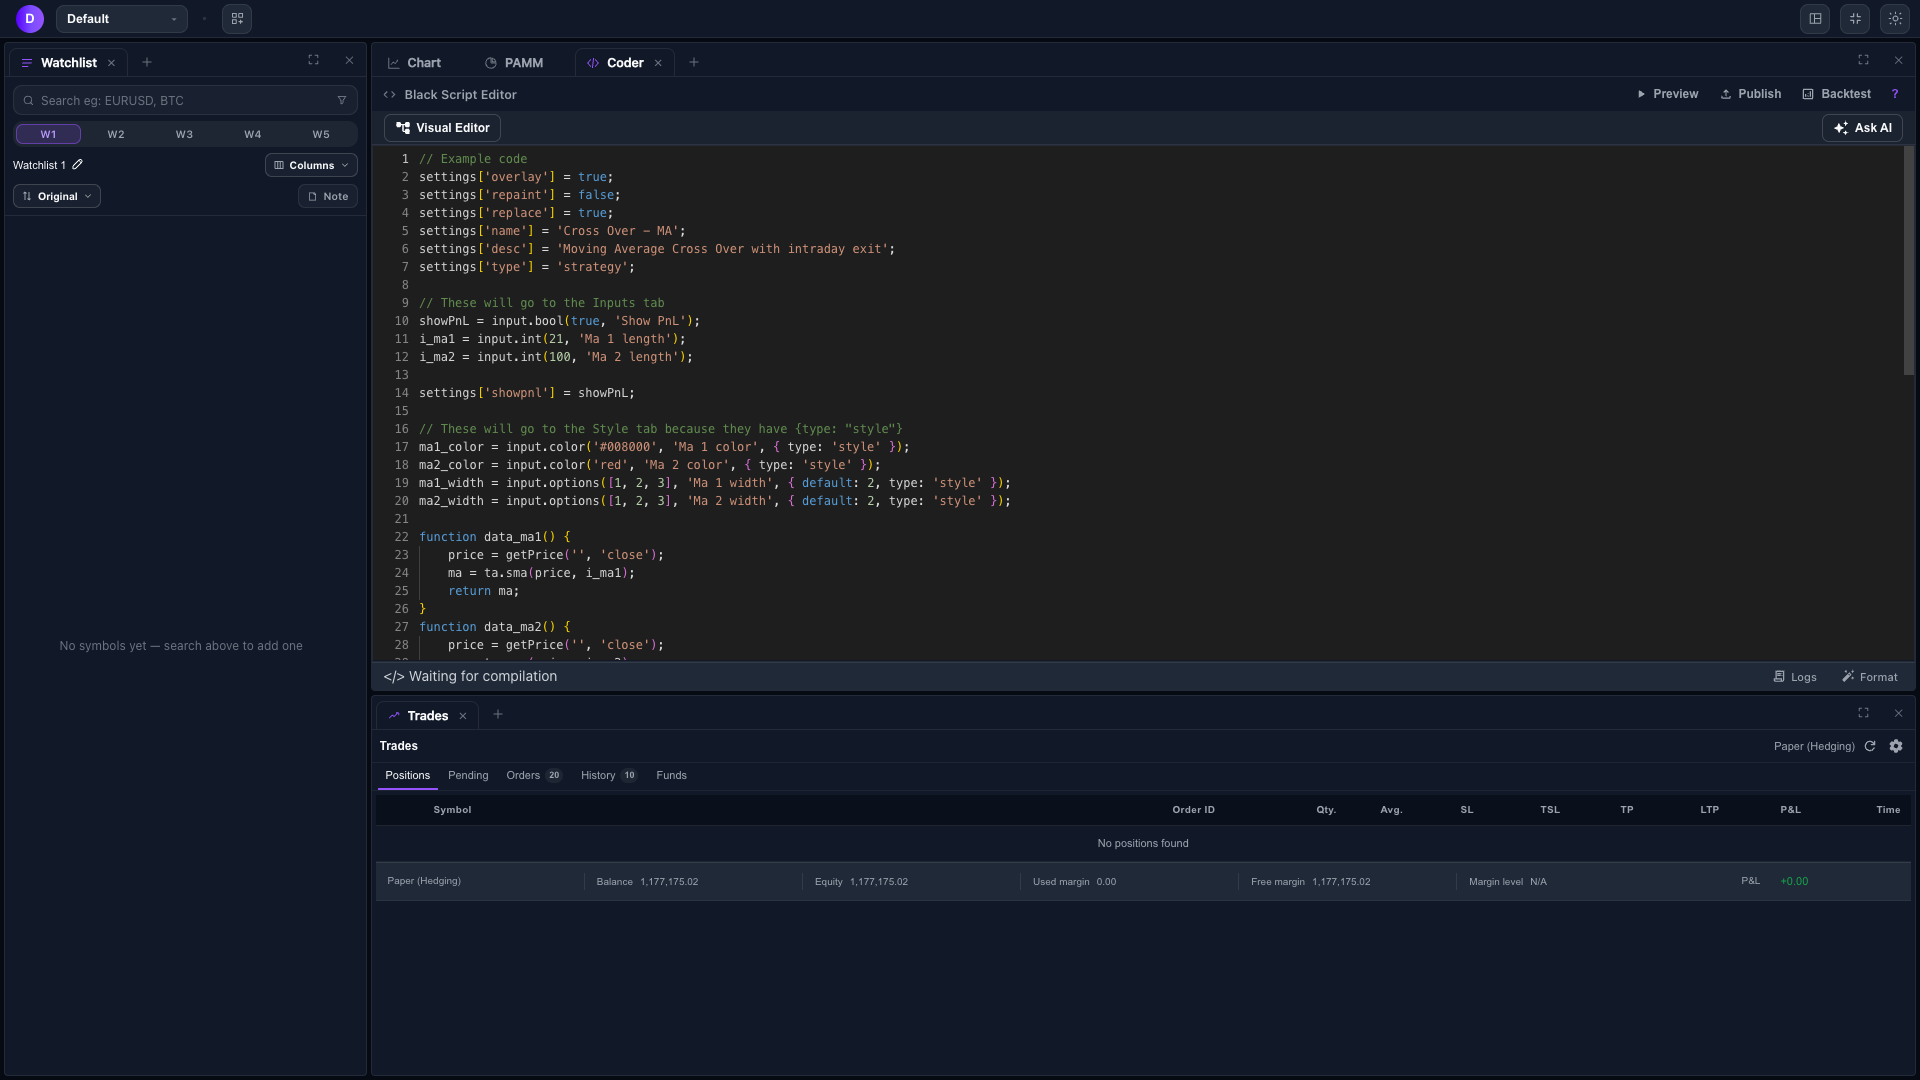 D Default
Watchlist
Search eg: EURUSD, BTC
W1 W2 W3 W4 W5
Watchlist 1 Columns
Original Note
No symbols yet — search above to add one
Chart PAMM Coder
Black Script Editor Preview Publish Backtest ?
Visual Editor Ask AI
1 // Example code
2 settings['overlay'] = true;
3 settings['repaint'] = false;
4 settings['replace'] = true;
5 settings['name'] = 'Cross Over – MA';
6 settings['desc'] = 'Moving Average Cross Over with intraday exit';
7 settings['type'] = 'strategy';
8
9 // These will go to the Inputs tab
10 showPnL = input.bool(true, 'Show PnL');
11 i_ma1 = input.int(21, 'Ma 1 length');
12 i_ma2 = input.int(100, 'Ma 2 length');
13
14 settings['showpnl'] = showPnL;
15
16 // These will go to the Style tab because they have {type: "style"}
17 ma1_color = input.color('#008000', 'Ma 1 color', { type: 'style' });
18 ma2_color = input.color('red', 'Ma 2 color', { type: 'style' });
19 ma1_width = input.options([1, 2, 3], 'Ma 1 width', { default: 2, type: 'style' });
20 ma2_width = input.options([1, 2, 3], 'Ma 2 width', { default: 2, type: 'style' });
21
22 function data_ma1() {
23 price = getPrice('', 'close');
24 ma = ta.sma(price, i_ma1);
25 return ma;
26 }
27 function data_ma2() {
28 price = getPrice('', 'close');
</> Waiting for compilation Logs Format
Trades
Trades Paper (Hedging)
Positions Pending Orders 20 History 10 Funds
Symbol Order ID Qty. Avg. SL TSL TP LTP P&L Time
No positions found
Paper (Hedging) Balance 1,177,175.02 Equity 1,177,175.02 Used margin 0.00 Free margin 1,177,175.02 Margin level N/A P&L +0.00